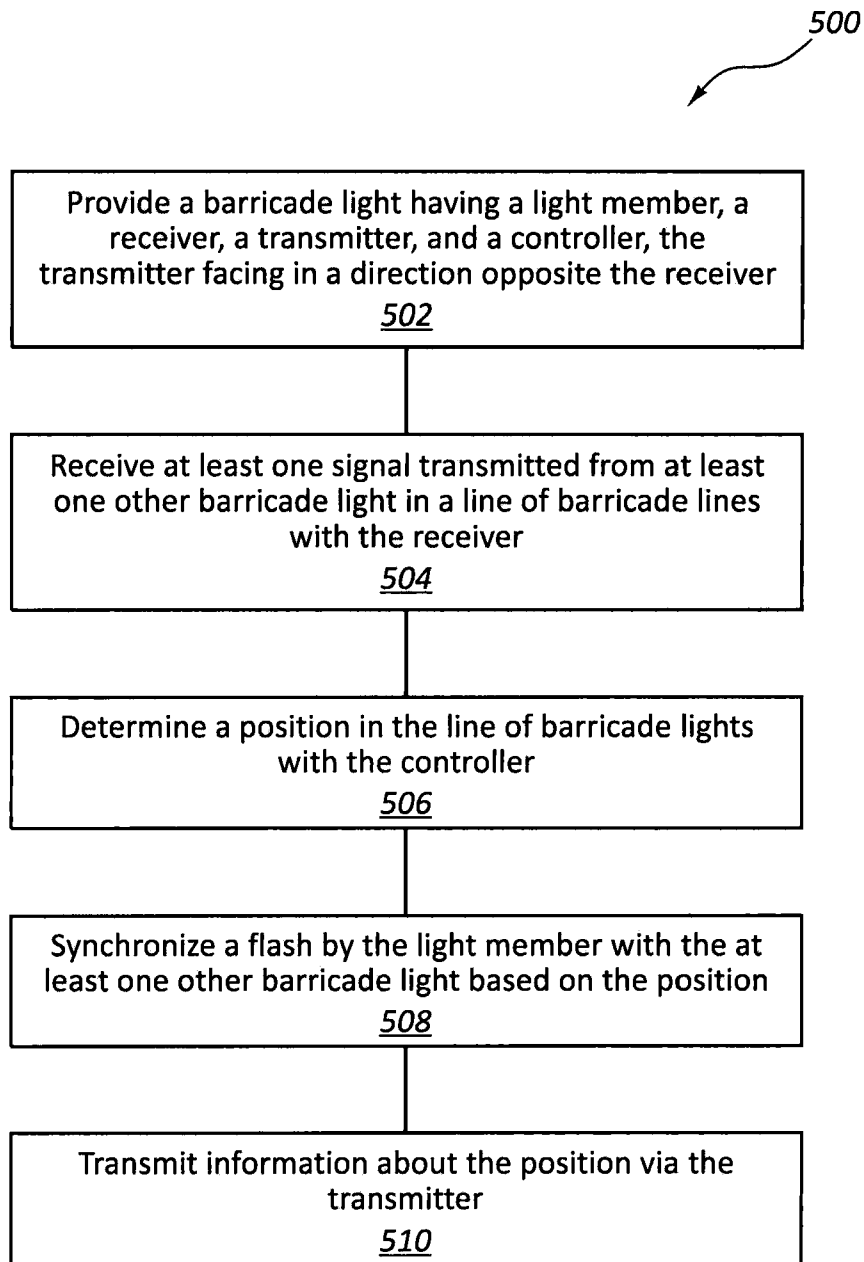 500
Provide a barricade light having a light member, a
receiver, a transmitter, and a controller, the
transmitter facing in a direction opposite the receiver
502
Receive at least one signal transmitted from at least
one other barricade light in a line of barricade lines
with the receiver
504
Determine a position in the line of barricade lights
with the controller
506
Synchronize a flash by the light member with the at
least one other barricade light based on the position
508
Transmit information about the position via the
transmitter
510